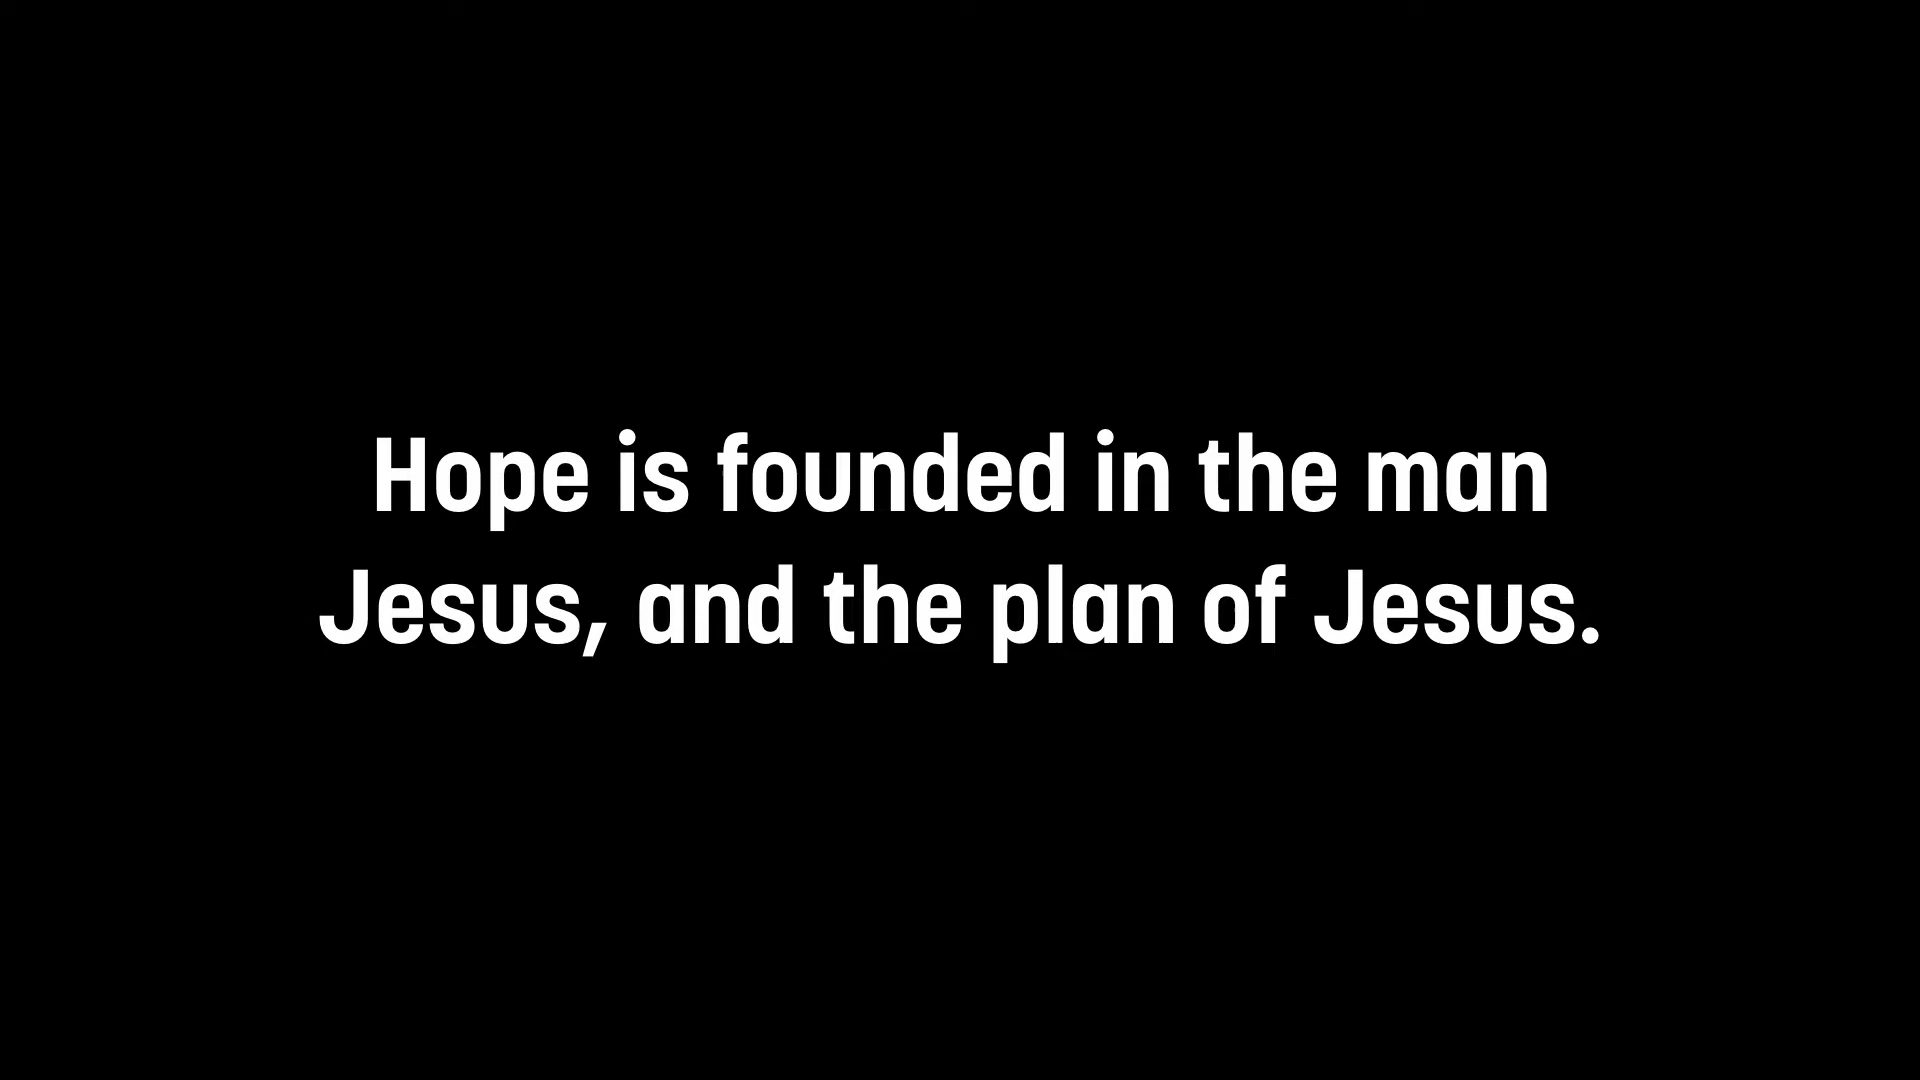 Hope is founded in the man
Jesus, and the plan of Jesus.